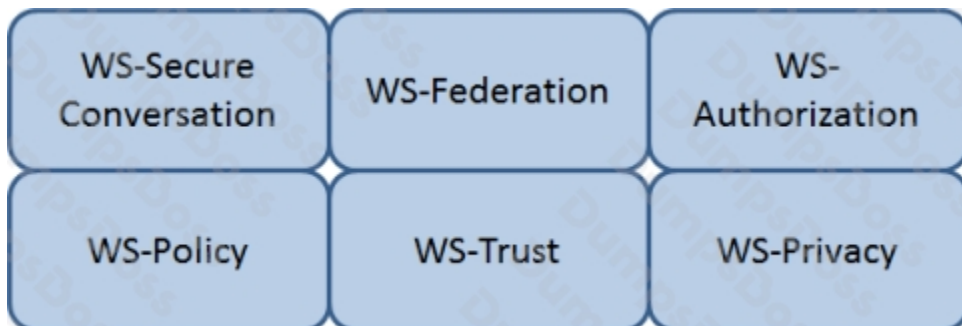 WS-Secure
Conversation
WS-Federation
WS-
Authorization
WS-Policy
WS-Trust
WS-Privacy